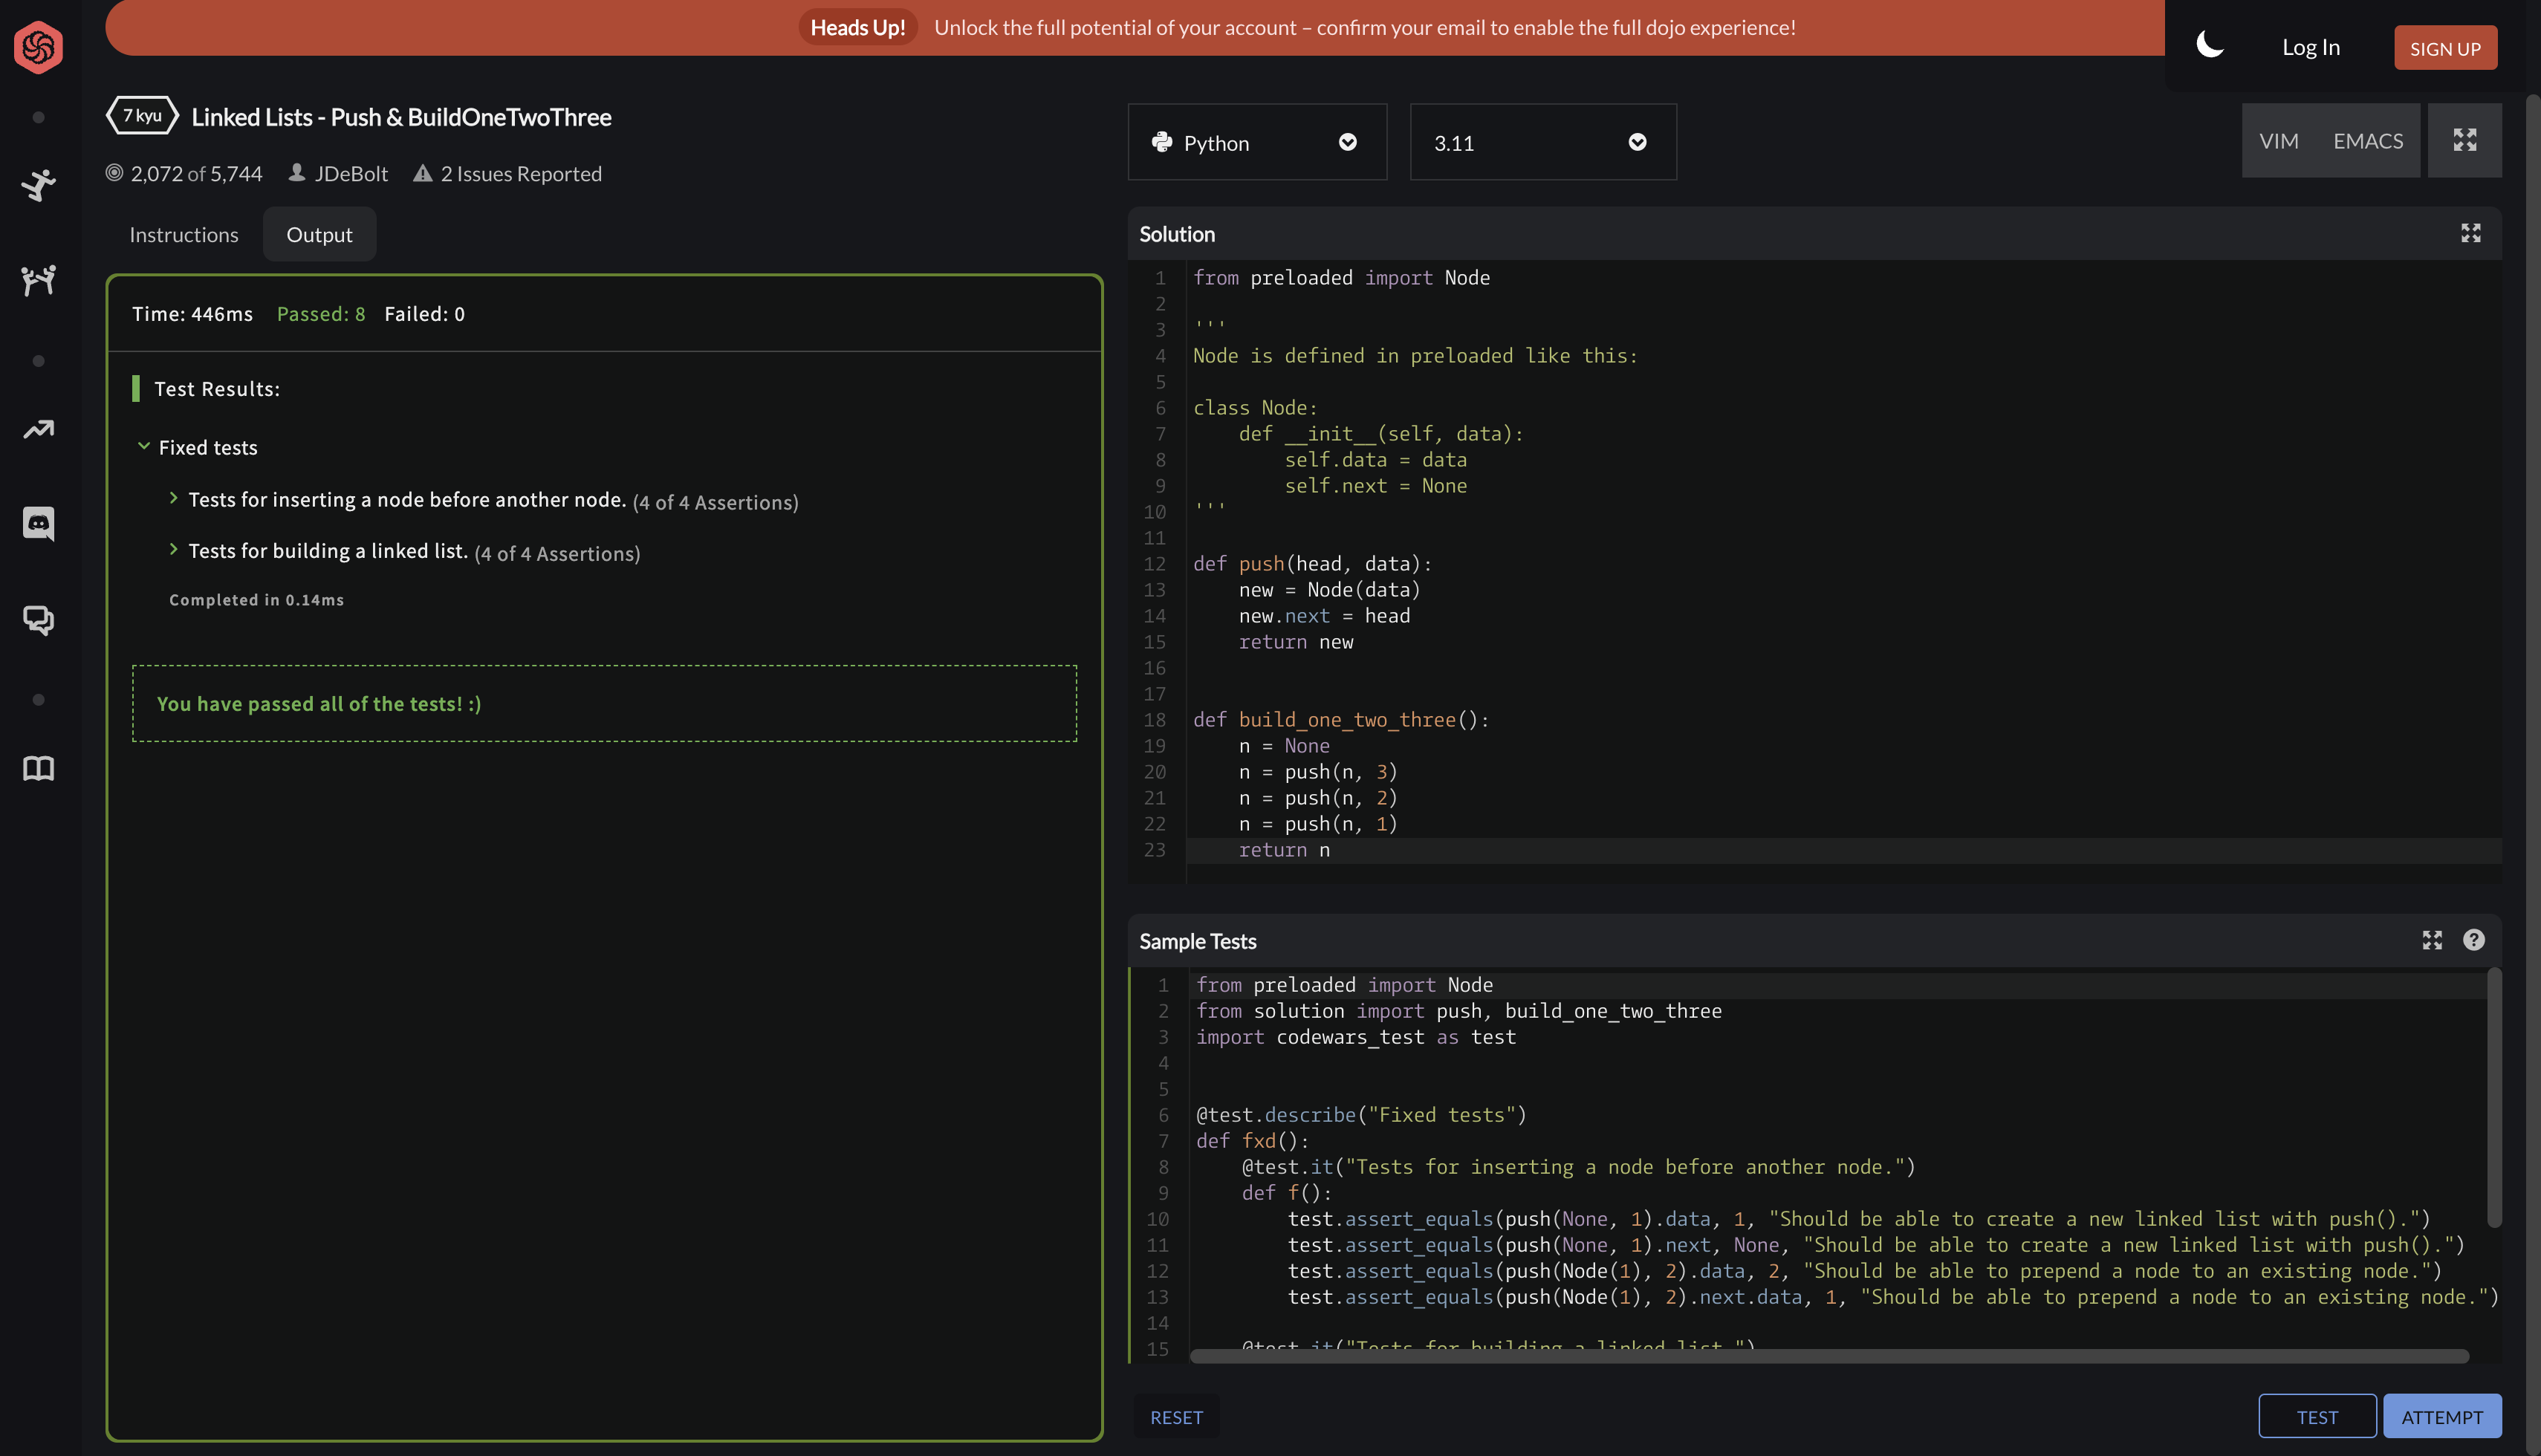 Heads Up! Unlock the full potential of your account – confirm your email to enable the full dojo experience!
Log In
SIGN UP
7 kyu
Linked Lists - Push & BuildOneTwoThree
2,072 of 5,744 JDeBolt 2 Issues Reported
Instructions
Output
Time: 446ms Passed: 8 Failed: 0
Test Results:
Fixed tests
Tests for inserting a node before another node. (4 of 4 Assertions)
Tests for building a linked list. (4 of 4 Assertions)
Completed in 0.14ms
You have passed all of the tests! :)
Python
3.11
VIM
EMACS
Solution
1 from preloaded import Node
2
3 '''
4 Node is defined in preloaded like this:
5
6 class Node:
7     def __init__(self, data):
8         self.data = data
9         self.next = None
10 '''
11
12 def push(head, data):
13     new = Node(data)
14     new.next = head
15     return new
16
17
18 def build_one_two_three():
19     n = None
20     n = push(n, 3)
21     n = push(n, 2)
22     n = push(n, 1)
23     return n
Sample Tests
1 from preloaded import Node
2 from solution import push, build_one_two_three
3 import codewars_test as test
4
5
6 @test.describe("Fixed tests")
7 def fxd():
8     @test.it("Tests for inserting a node before another node.")
9     def f():
10         test.assert_equals(push(None, 1).data, 1, "Should be able to create a new linked list with push().")
11         test.assert_equals(push(None, 1).next, None, "Should be able to create a new linked list with push().")
12         test.assert_equals(push(Node(1), 2).data, 2, "Should be able to prepend a node to an existing node.")
13         test.assert_equals(push(Node(1), 2).next.data, 1, "Should be able to prepend a node to an existing node.")
14
15     @test.it("Tests for building a linked list.")
RESET
TEST
ATTEMPT